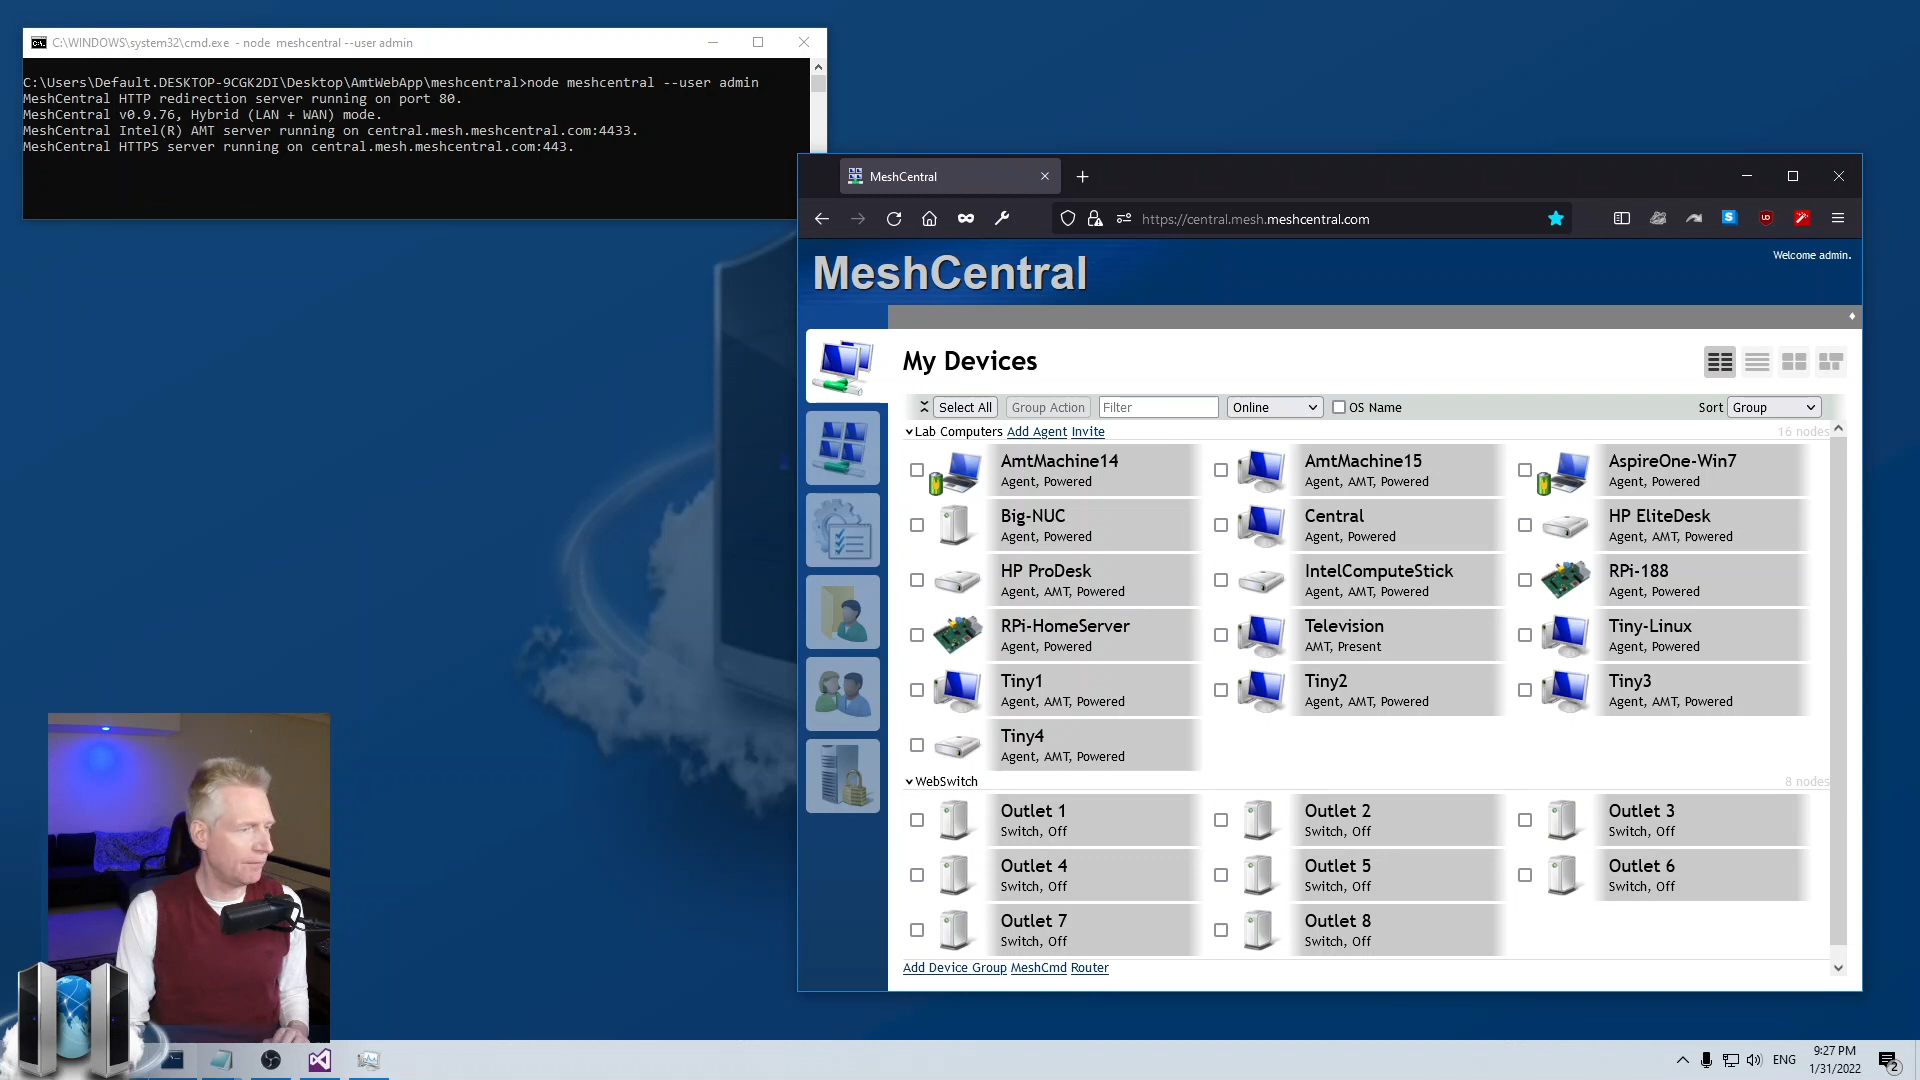 C:\WINDOWS\system32\cmd.exe - node meshcentral --user admin
C:\Users\Default.DESKTOP-9CGK2DI\Desktop\AmtWebApp\meshcentral>node meshcentral --user admin
MeshCentral HTTP redirection server running on port 80.
MeshCentral v0.9.76, Hybrid (LAN + WAN) mode.
MeshCentral Intel(R) AMT server running on central.mesh.meshcentral.com:4433.
MeshCentral HTTPS server running on central.mesh.meshcentral.com:443.
MeshCentral
https://central.mesh.meshcentral.com
MeshCentral
Welcome admin.
My Devices
Select All Group Action Filter Online OS Name Sort Group
Lab Computers Add Agent Invite 16 nodes
AmtMachine14 AmtMachine15 AspireOne-Win7
Agent, Powered Agent, AMT, Powered Agent, Powered
Big-NUC Central HP EliteDesk
Agent, Powered Agent, Powered Agent, AMT, Powered
HP ProDesk IntelComputeStick RPi-188
Agent, AMT, Powered Agent, AMT, Powered Agent, Powered
RPi-HomeServer Television Tiny-Linux
Agent, Powered AMT, Present Agent, Powered
Tiny1 Tiny2 Tiny3
Agent, AMT, Powered Agent, AMT, Powered Agent, AMT, Powered
Tiny4
Agent, AMT, Powered
WebSwitch 8 nodes
Outlet 1 Outlet 2 Outlet 3
Switch, Off Switch, Off Switch, Off
Outlet 4 Outlet 5 Outlet 6
Switch, Off Switch, Off Switch, Off
Outlet 7 Outlet 8
Switch, Off Switch, Off
Add Device Group MeshCmd Router
ENG
9:27 PM
1/31/2022
2